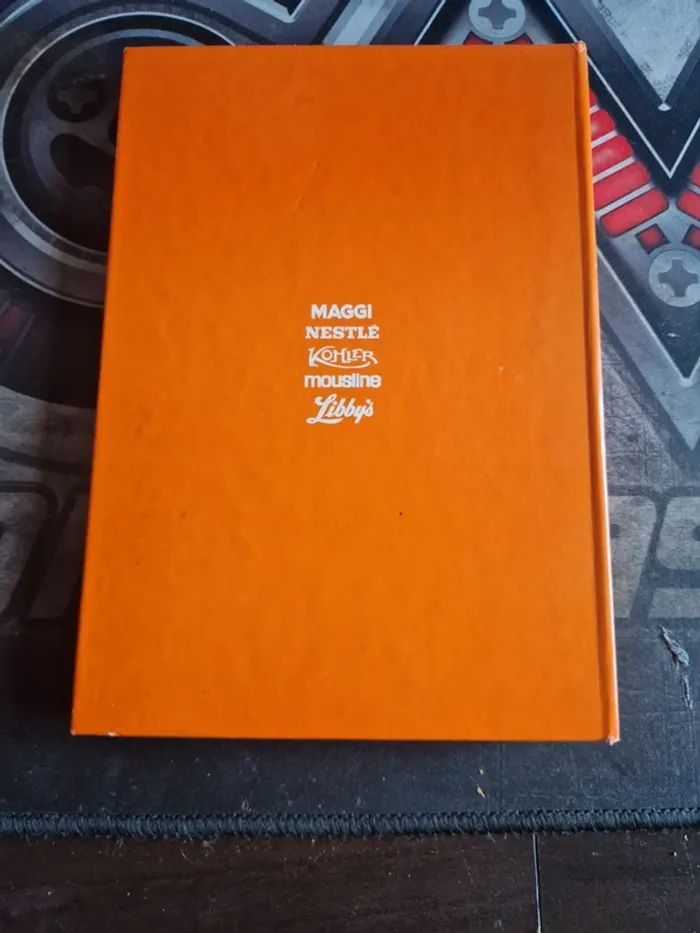 MAGGI
NESTLÉ
KOHLER
mousline
Libby's